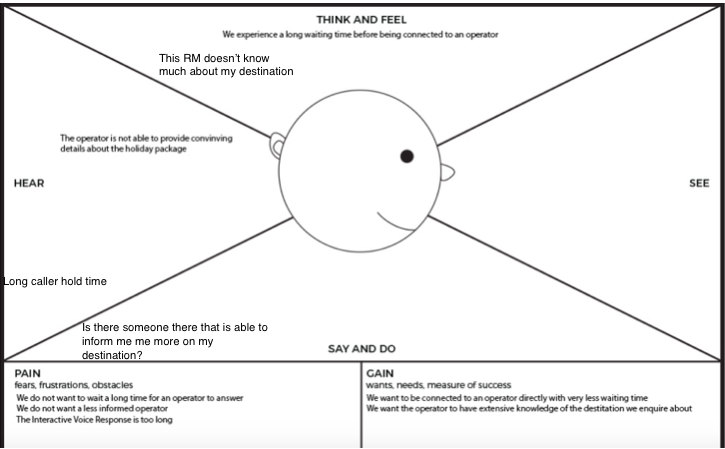 THINK AND FEEL
We experience a long waiting time before being connected to an operator
This RM doesn't know
much about my destination
The operator is not able to provide convinving
details about the holiday package
HEAR
SEE
Long caller hold time
Is there someone there that is able to
inform me me more on my
destination?
SAY AND DO
PAIN
fears, frustrations, obstacles
We do not want to wait a long time for an operator to answer
We do not want a less informed operator
The Interactive Voice Response is too long
GAIN
wants, needs, measure of success
We want to be connected to an operator directly with very less waiting time
We want the operator to have extensive knowledge of the destitation we enquire about